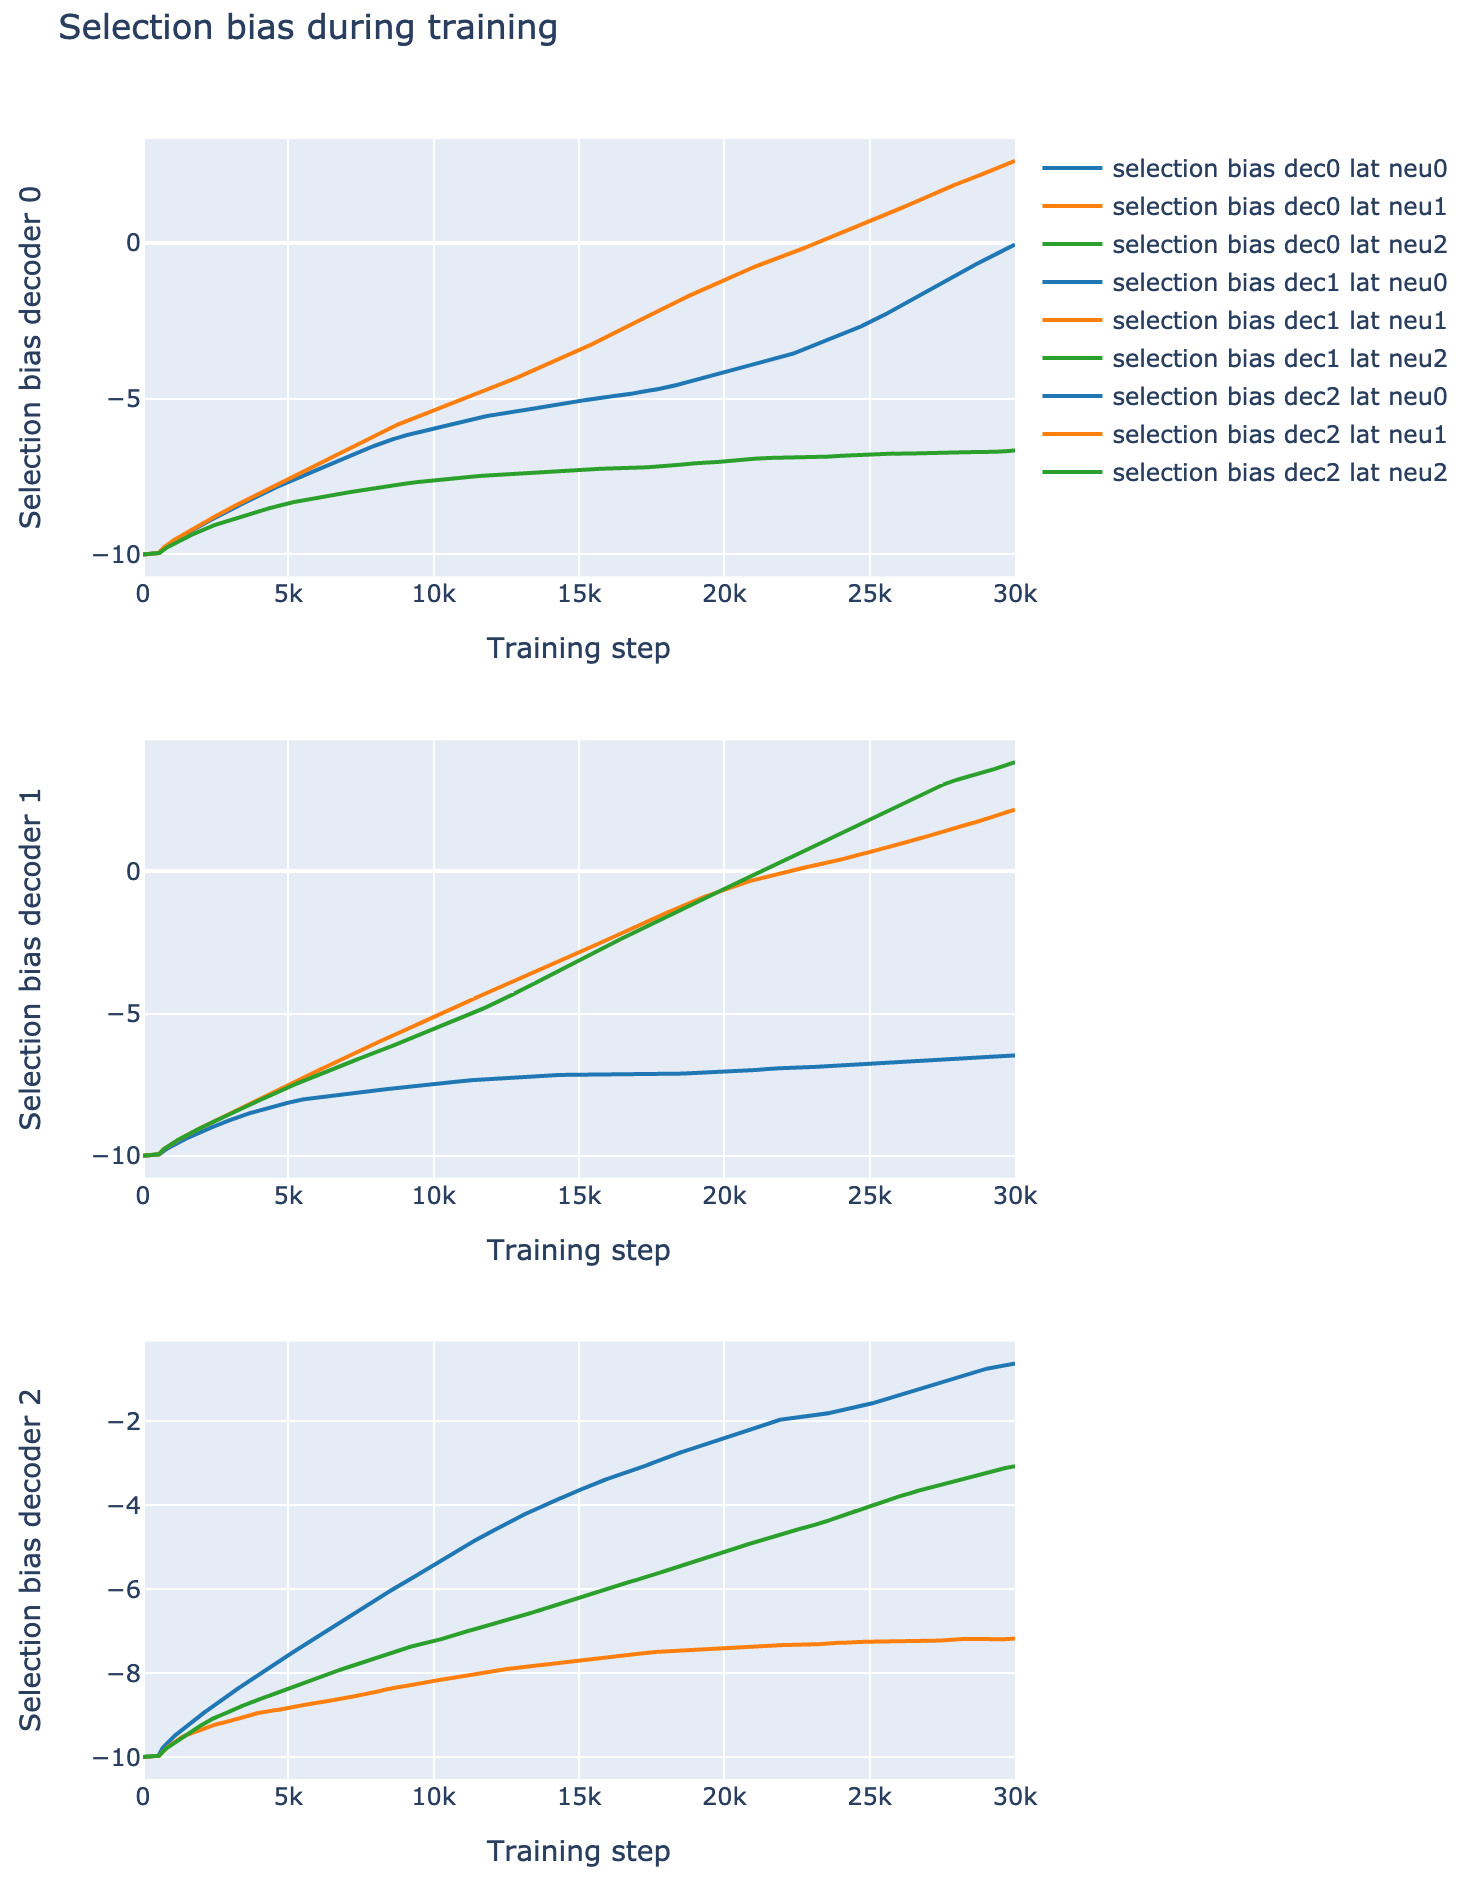 Selection bias during training
Selection bias decoder 0
0
−5
−10
0 5k 10k 15k 20k 25k 30k
Training step
selection bias dec0 lat neu0
selection bias dec0 lat neu1
selection bias dec0 lat neu2
selection bias dec1 lat neu0
selection bias dec1 lat neu1
selection bias dec1 lat neu2
selection bias dec2 lat neu0
selection bias dec2 lat neu1
selection bias dec2 lat neu2
Selection bias decoder 1
0
−5
−10
0 5k 10k 15k 20k 25k 30k
Training step
Selection bias decoder 2
−2
−4
−6
−8
−10
0 5k 10k 15k 20k 25k 30k
Training step